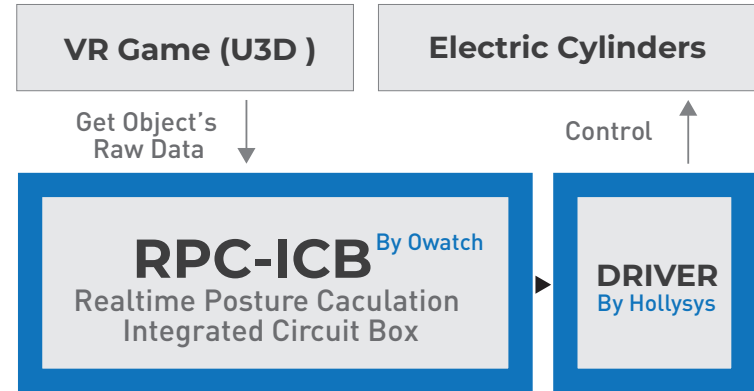 VR Game (U3D )
Electric Cylinders
Get Object's
Raw Data
Control
RPC-ICB By Owatch
Realtime Posture Caculation
Integrated Circuit Box
DRIVER
By Hollysys